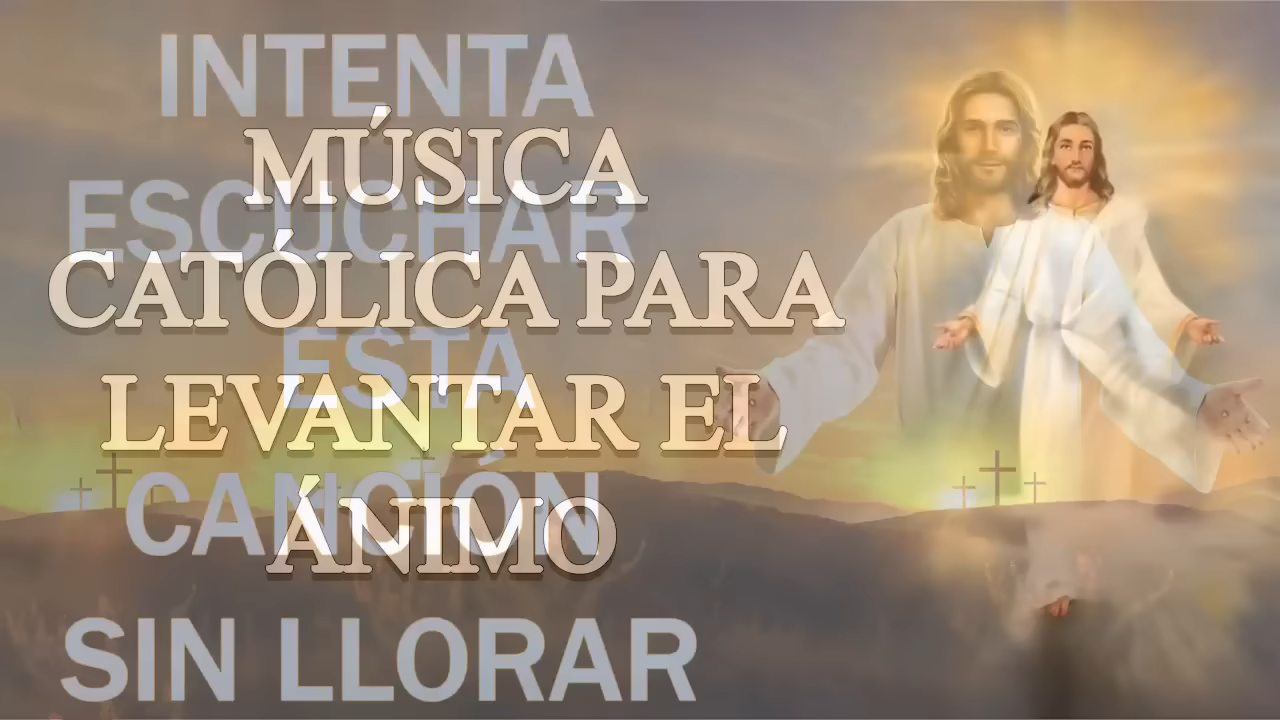 INTENTA
MÚSICA
ESCUCHAR
CATÓLICA PARA
ESTA
LEVANTAR EL
CANCIÓN
ÁNIMO
SIN LLORAR